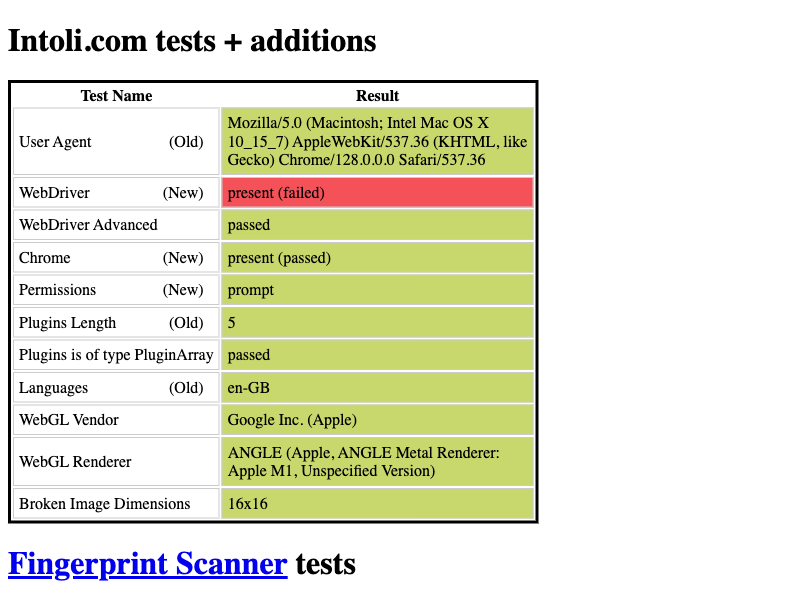 Intoli.com tests + additions
Test Name Result
User Agent (Old) Mozilla/5.0 (Macintosh; Intel Mac OS X
10_15_7) AppleWebKit/537.36 (KHTML, like
Gecko) Chrome/128.0.0.0 Safari/537.36
WebDriver (New) present (failed)
WebDriver Advanced passed
Chrome (New) present (passed)
Permissions (New) prompt
Plugins Length (Old) 5
Plugins is of type PluginArray passed
Languages (Old) en-GB
WebGL Vendor Google Inc. (Apple)
WebGL Renderer ANGLE (Apple, ANGLE Metal Renderer:
Apple M1, Unspecified Version)
Broken Image Dimensions 16x16
Fingerprint Scanner tests